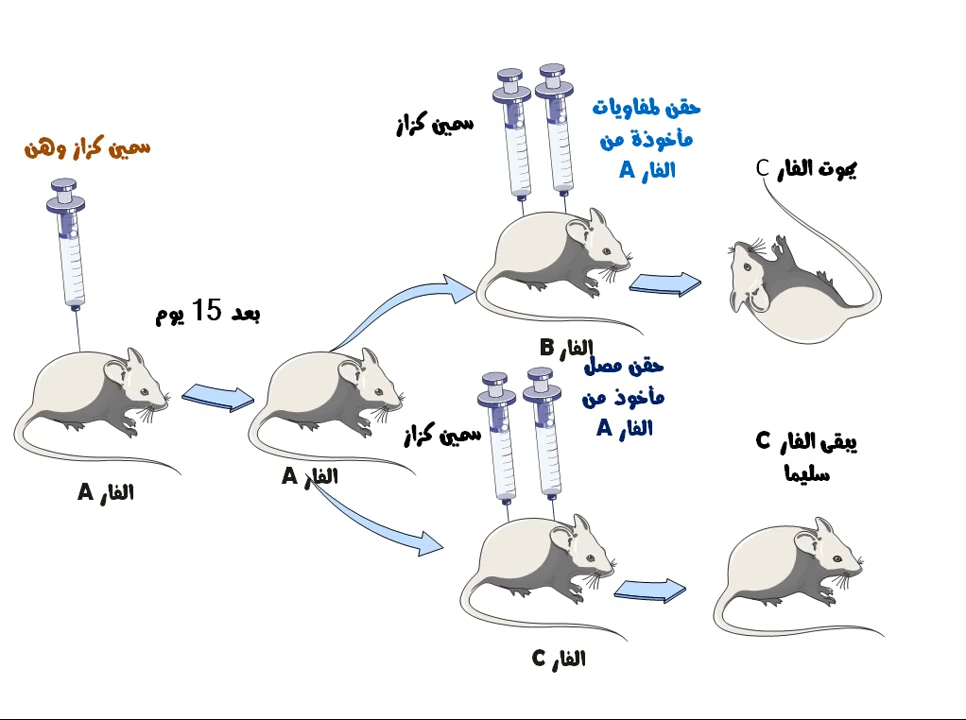 سمين كزاز وهن
بعد 15 يوم
الفار A
الفار A
سمين كزاز
حقن لمفاويات
مأخوذة من
الفار A
يموت الفار C
الفار B
سمين كزاز
حقن مصل
مأخوذ من
الفار A
يبقى الفار C
سليما
الفار C